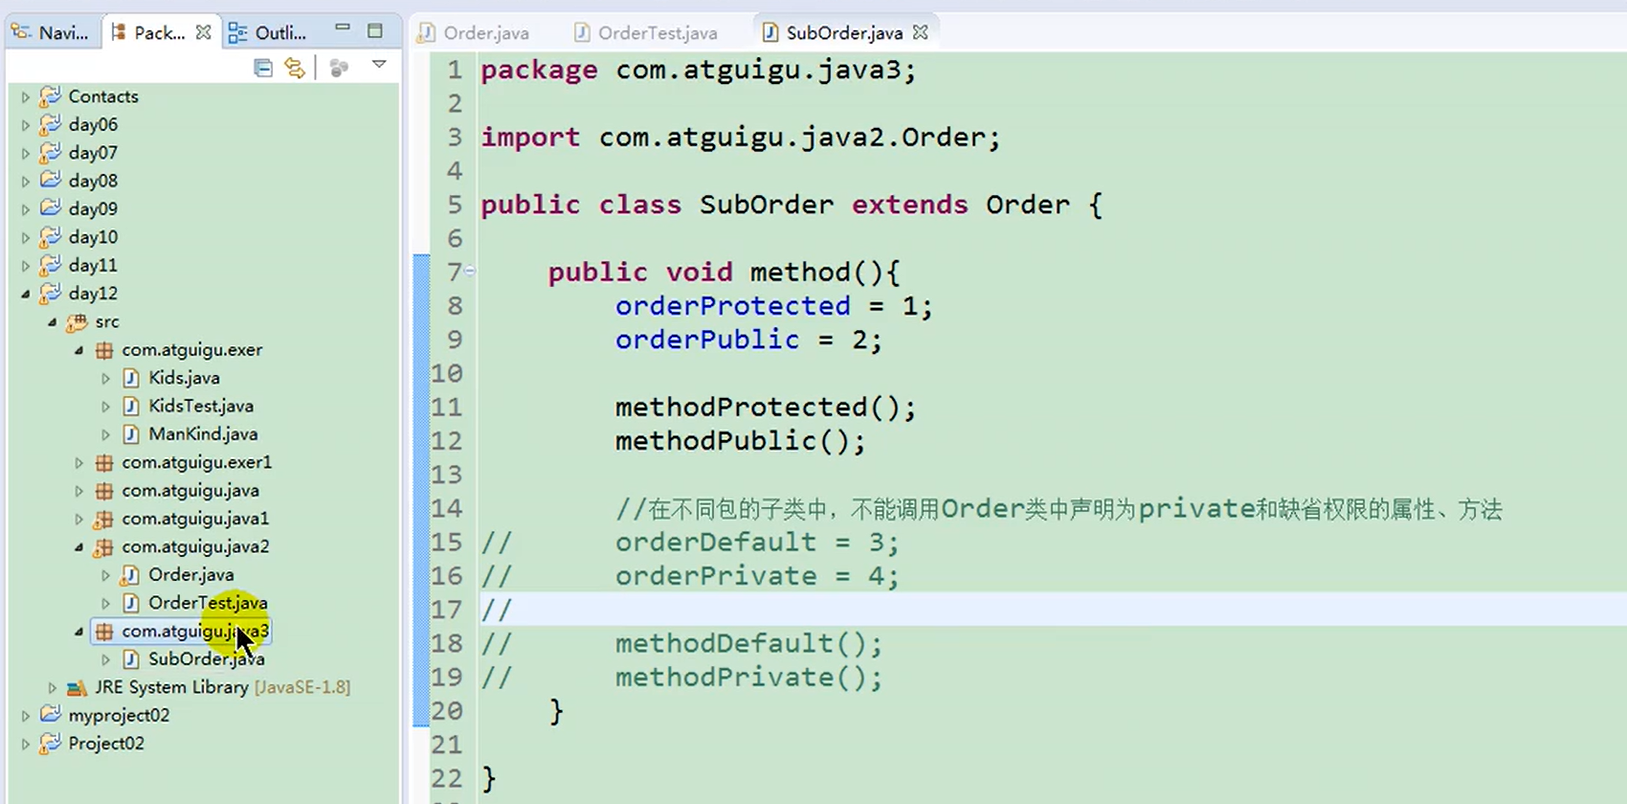 Navi...
Pack...
Outli...
Order.java
OrderTest.java
SubOrder.java
Contacts
day06
day07
day08
day09
day10
day11
day12
src
com.atguigu.exer
Kids.java
KidsTest.java
ManKind.java
com.atguigu.exer1
com.atguigu.java
com.atguigu.java1
com.atguigu.java2
Order.java
OrderTest.java
com.atguigu.java3
SubOrder.java
JRE System Library [JavaSE-1.8]
myproject02
Project02
1 package com.atguigu.java3;
2
3 import com.atguigu.java2.Order;
4
5 public class SubOrder extends Order {
6
7 public void method(){
8 orderProtected = 1;
9 orderPublic = 2;
10
11 methodProtected();
12 methodPublic();
13
14 //在不同包的子类中，不能调用Order类中声明为private和缺省权限的属性、方法
15 // orderDefault = 3;
16 // orderPrivate = 4;
17 //
18 // methodDefault();
19 // methodPrivate();
20 }
21
22 }